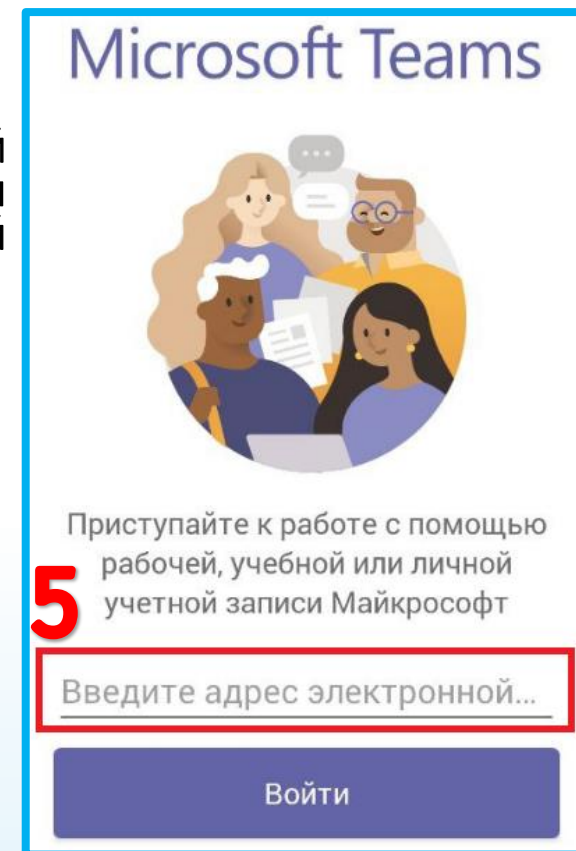 Microsoft Teams
Приступайте к работе с помощью
рабочей, учебной или личной
учетной записи Майкрософт
5
Введите адрес электронной...
Войти